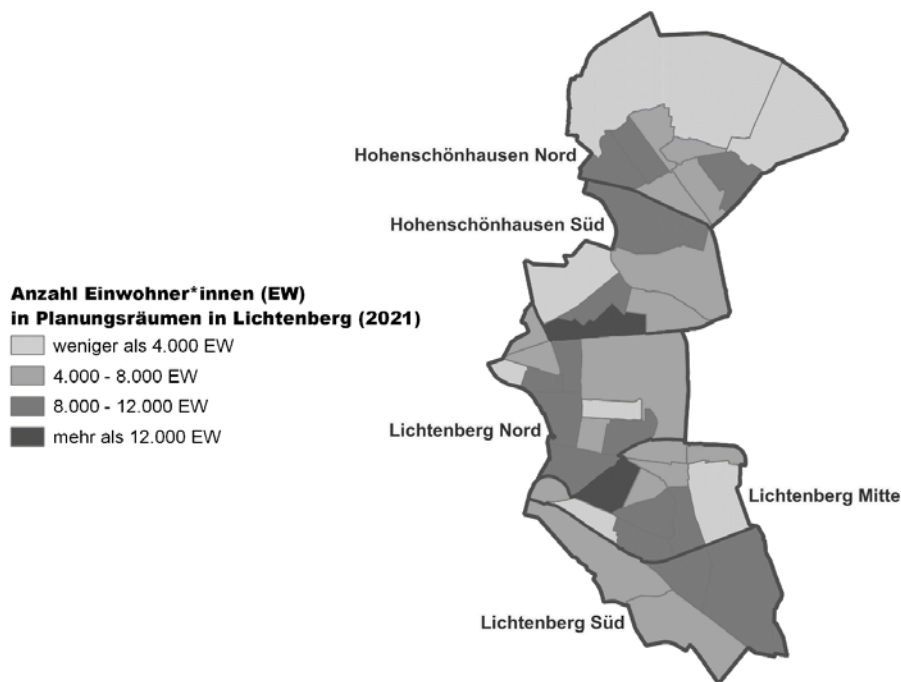 Hohenschönhausen Nord
Hohenschönhausen Süd
Anzahl Einwohner*innen (EW)
in Planungsräumen in Lichtenberg (2021)
weniger als 4.000 EW
4.000 - 8.000 EW
8.000 - 12.000 EW
mehr als 12.000 EW
Lichtenberg Nord
Lichtenberg Mitte
Lichtenberg Süd